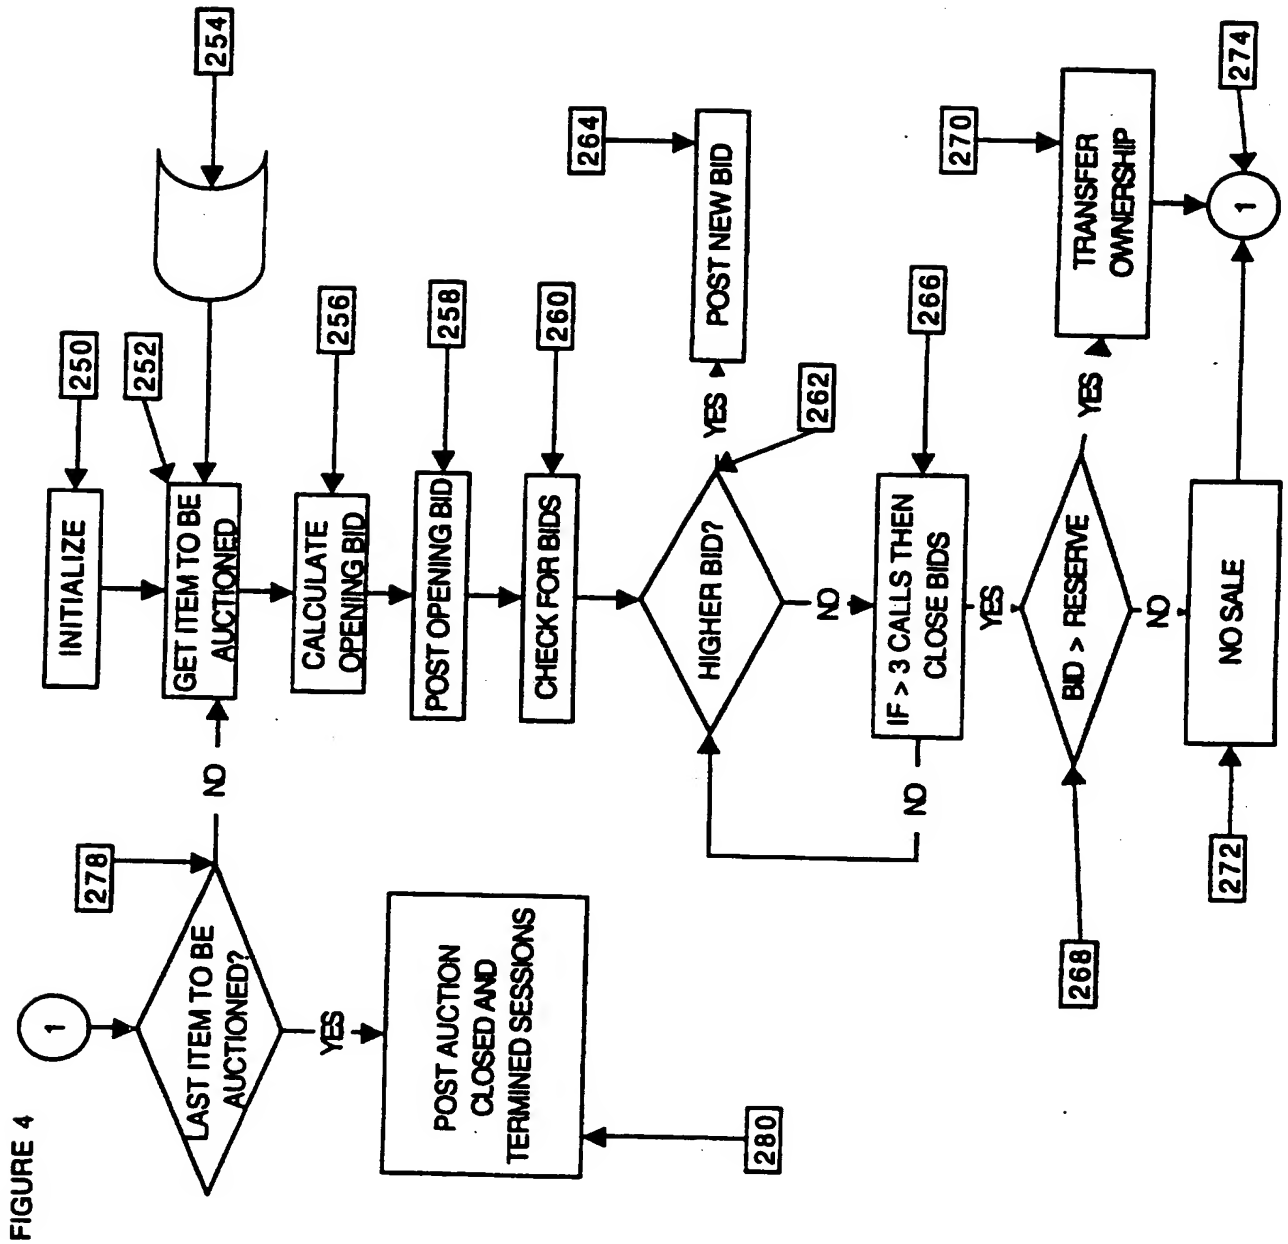 FIGURE 4
1
278
LAST ITEM TO BE
AUCTIONED?
NO
YES
POST AUCTION
CLOSED AND
TERMINED SESSIONS
280
INITIALIZE
250
252
GET ITEM TO BE
AUCTIONED
254
CALCULATE
OPENING BID
256
POST OPENING BID
258
CHECK FOR BIDS
260
HIGHER BID?
262
YES
POST NEW BID
264
NO
IF > 3 CALLS THEN
CLOSE BIDS
266
NO
YES
BID > RESERVE
268
YES
TRANSFER
OWNERSHIP
270
NO
NO SALE
272
1
274